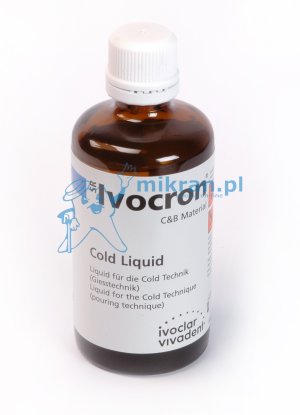 SR
Ivocron
C&B Material
mikran.pl
Cold Liquid
Liquid für die Cold Technik
(Giesstechnik)
Liquid for the Cold Technique
(pouring technique)
ivoclar
vivadent